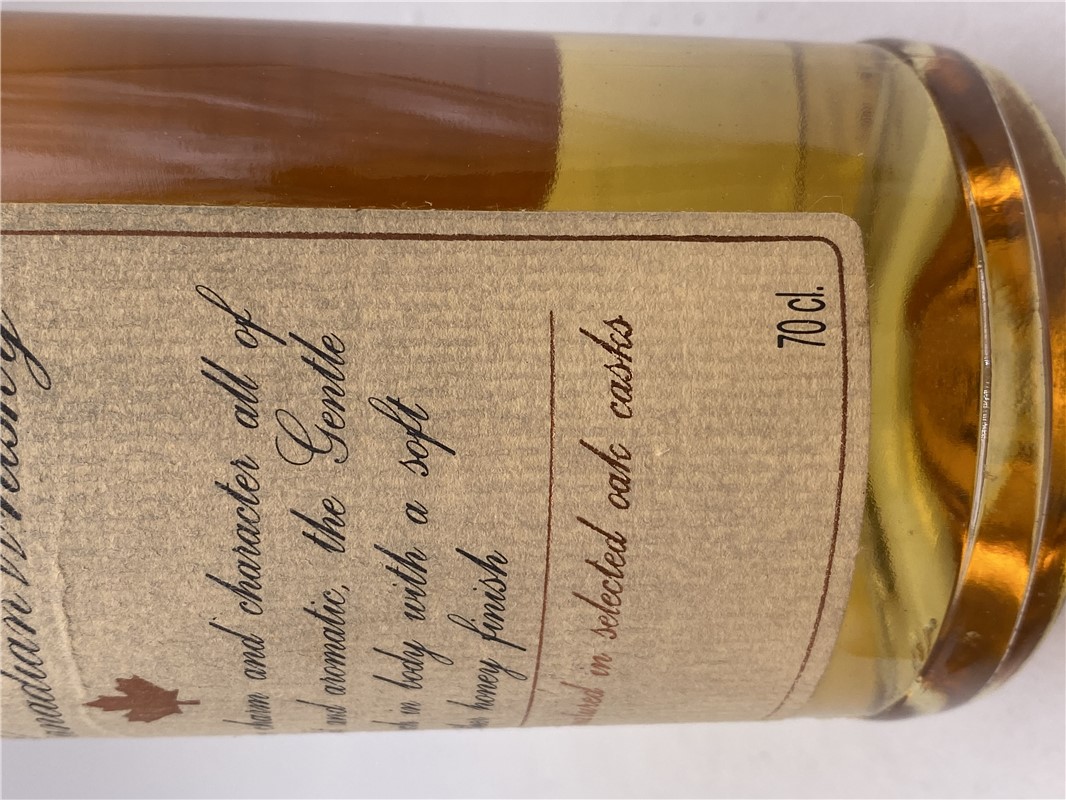 Canadian Whisky
charm and character all of
and aromatic, the Gentle
in body with a soft
honey finish
matured in selected oak casks
70 cl.